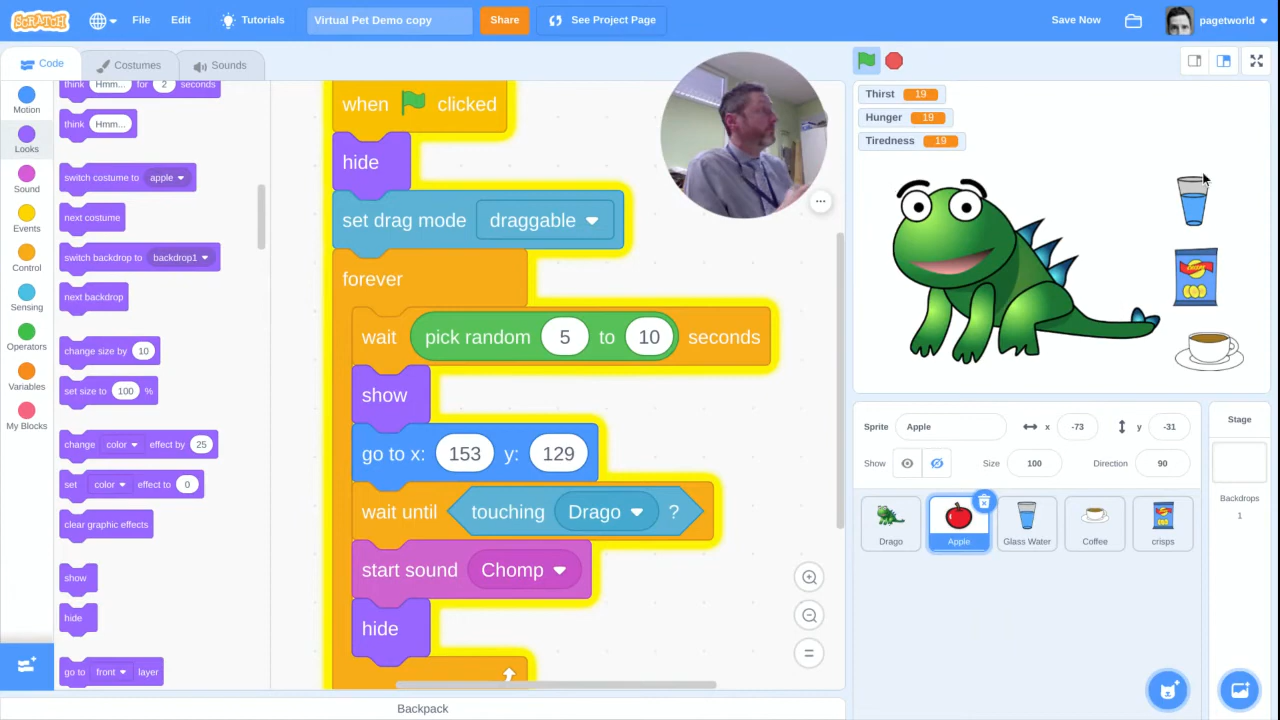 SCRATCH
File
Edit
Tutorials
Virtual Pet Demo copy
Share
See Project Page
Save Now
pagetworld
Code
Costumes
Sounds
Motion
Looks
Sound
Events
Control
Sensing
Operators
Variables
My Blocks
think Hmm... for 2 seconds
think Hmm...
switch costume to apple
next costume
switch backdrop to backdrop1
next backdrop
change size by 10
set size to 100 %
change color effect by 25
set color effect to 0
clear graphic effects
show
hide
go to front layer
when clicked
hide
set drag mode draggable
forever
wait pick random 5 to 10 seconds
show
go to x: 153 y: 129
wait until touching Drago ?
start sound Chomp
hide
Backpack
Thirst 19
Hunger 19
Tiredness 19
Sprite Apple x -73 y -31
Show Size 100 Direction 90
Drago
Apple
Glass Water
Coffee
crisps
Stage
Backdrops
1